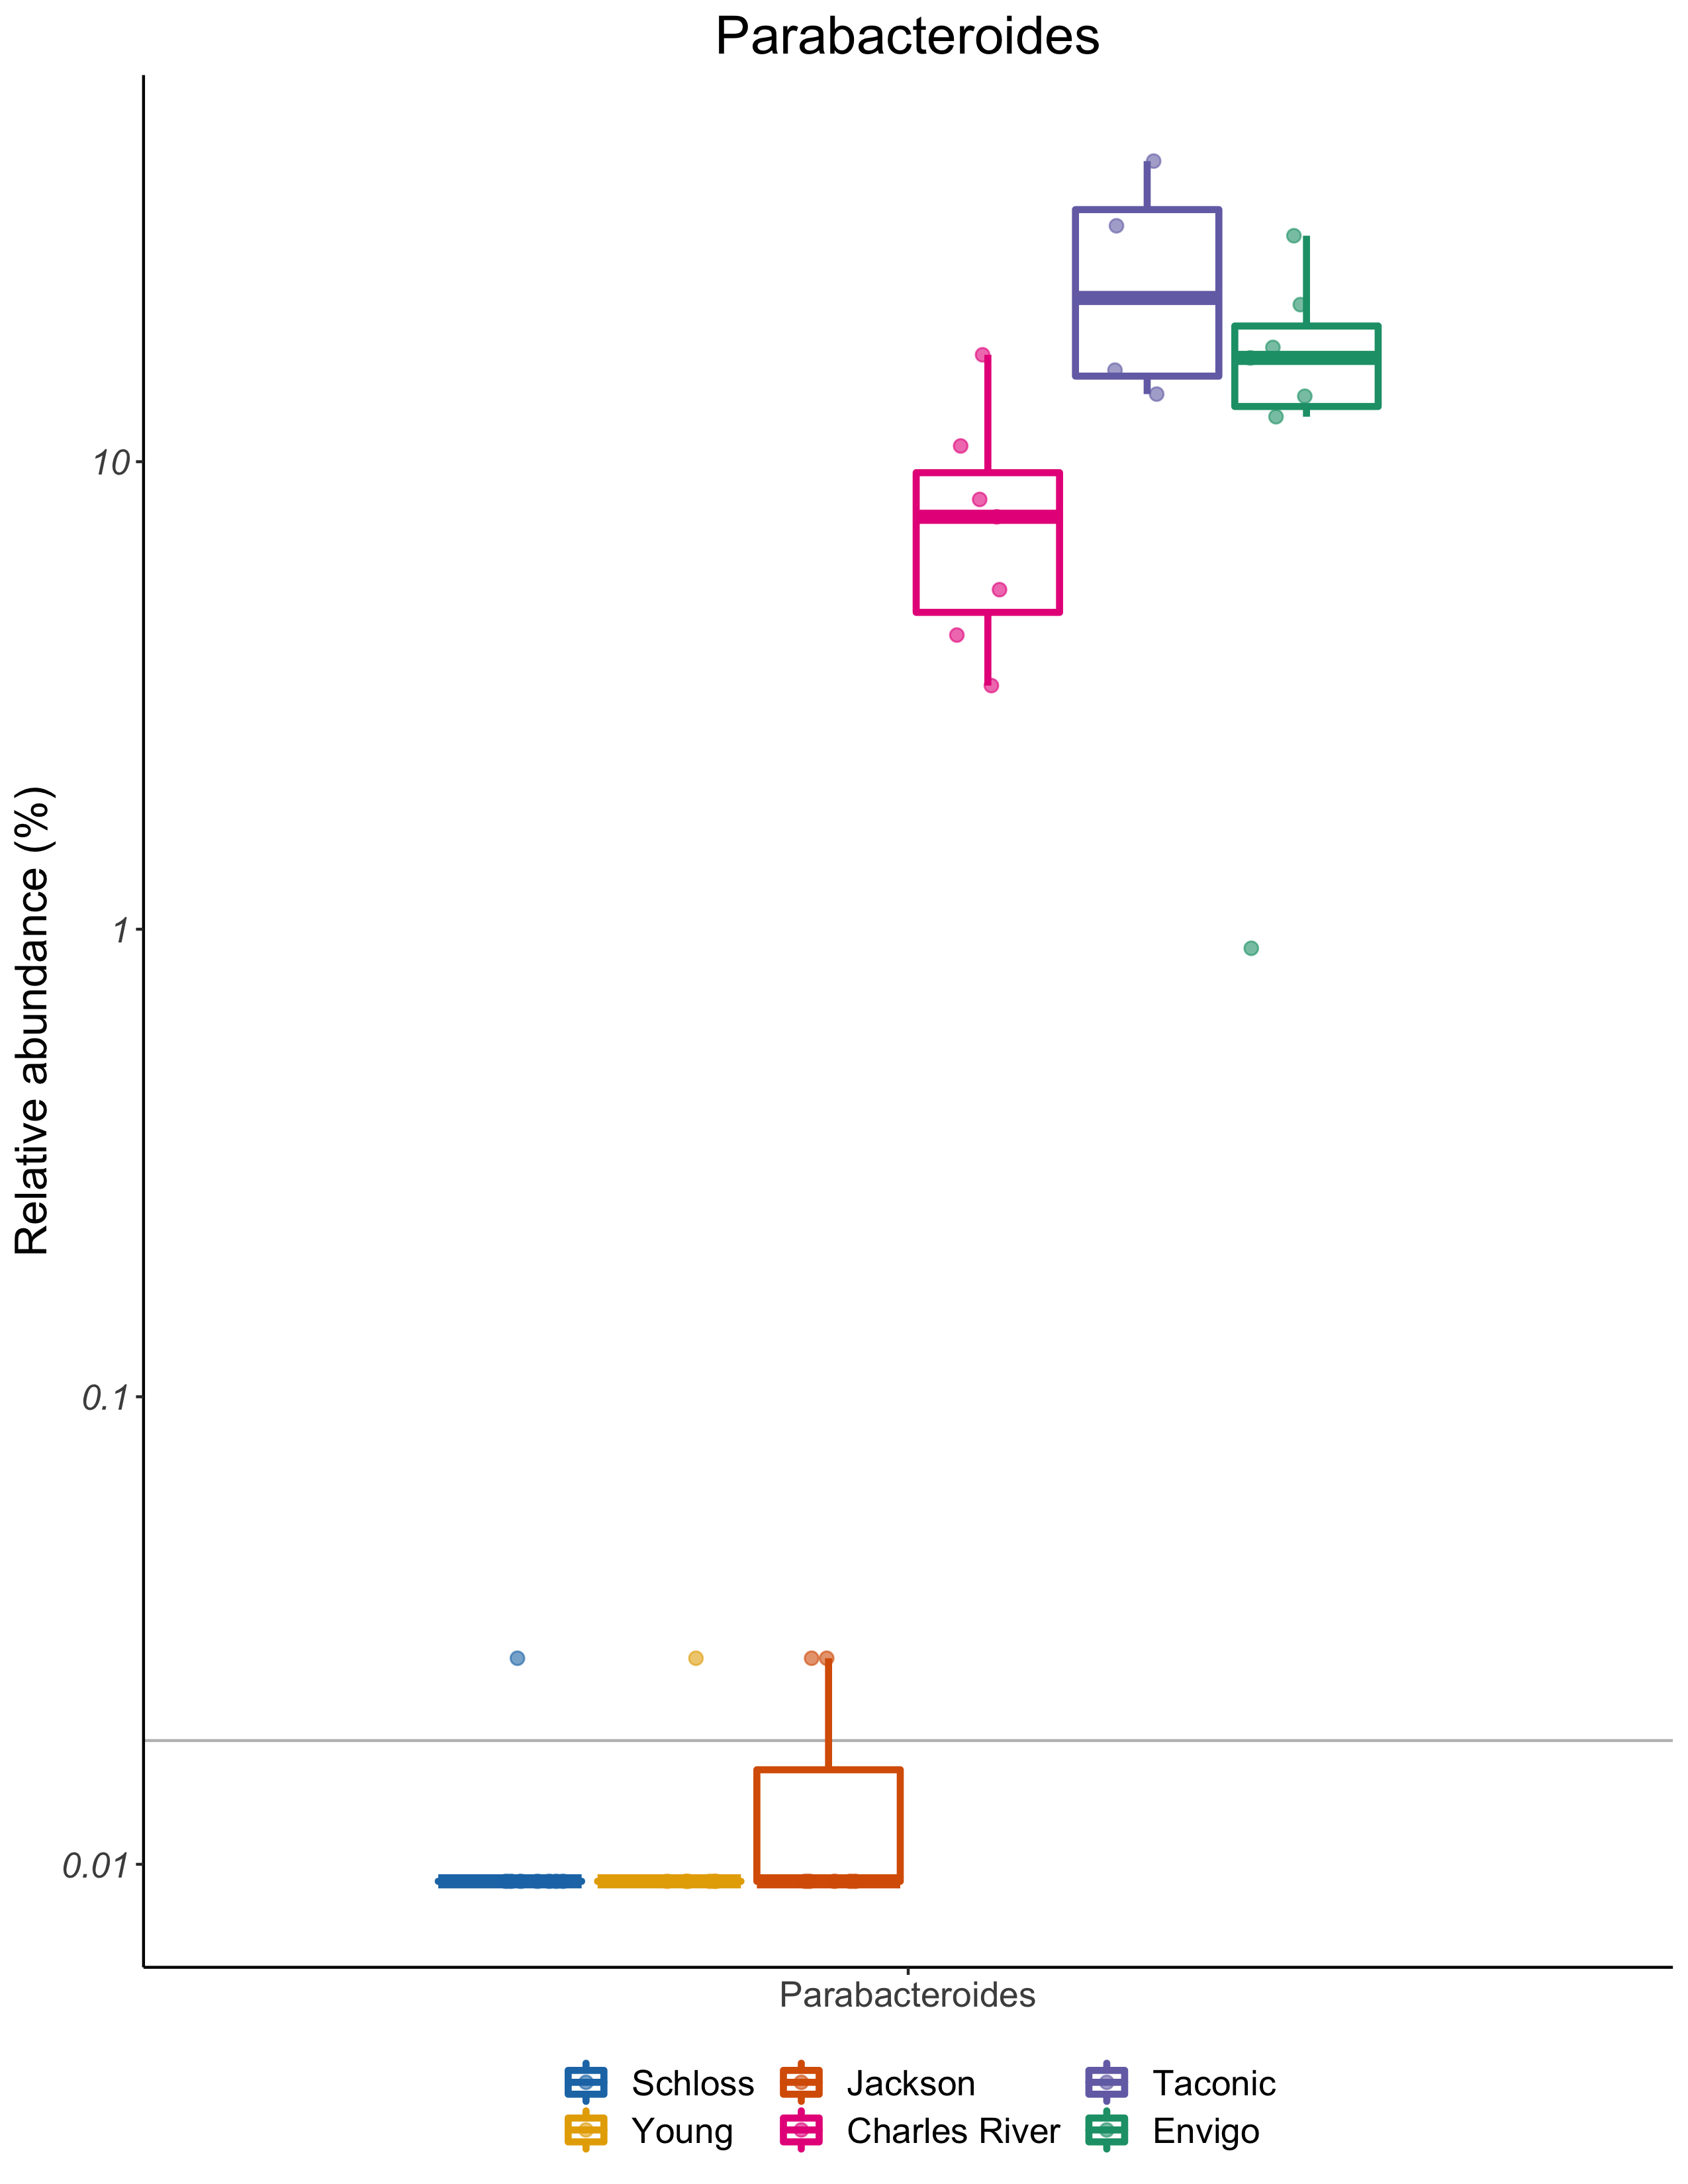 Parabacteroides
Relative abundance (%)
10
1
0.1
0.01
Parabacteroides
Schloss
Jackson
Taconic
Young
Charles River
Envigo